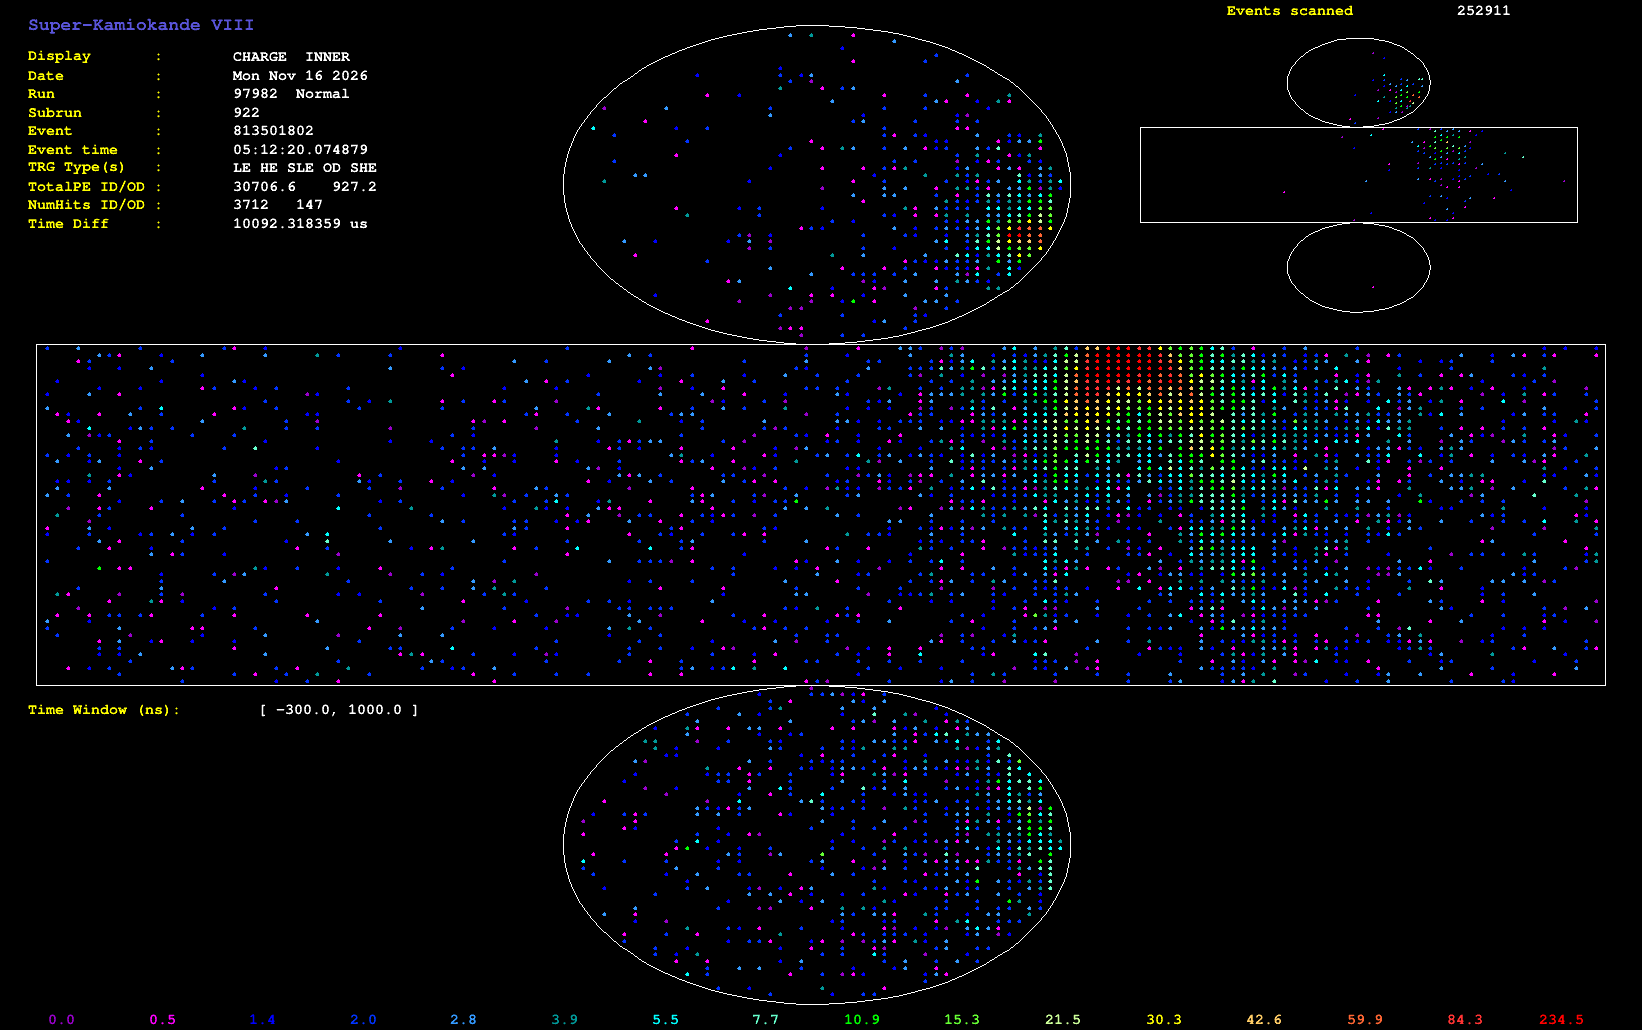 Super-Kamiokande VIII
Events scanned 252911
Display : CHARGE INNER
Date : Mon Nov 16 2026
Run : 97982 Normal
Subrun : 922
Event : 813501802
Event time : 05:12:20.074879
TRG Type(s) : LE HE SLE OD SHE
TotalPE ID/OD : 30706.6 927.2
NumHits ID/OD : 3712 147
Time Diff : 10092.318359 us
Time Window (ns): [ -300.0, 1000.0 ]
0.0 0.5 1.4 2.0 2.8 3.9 5.5 7.7 10.9 15.3 21.5 30.3 42.6 59.9 84.3 234.5